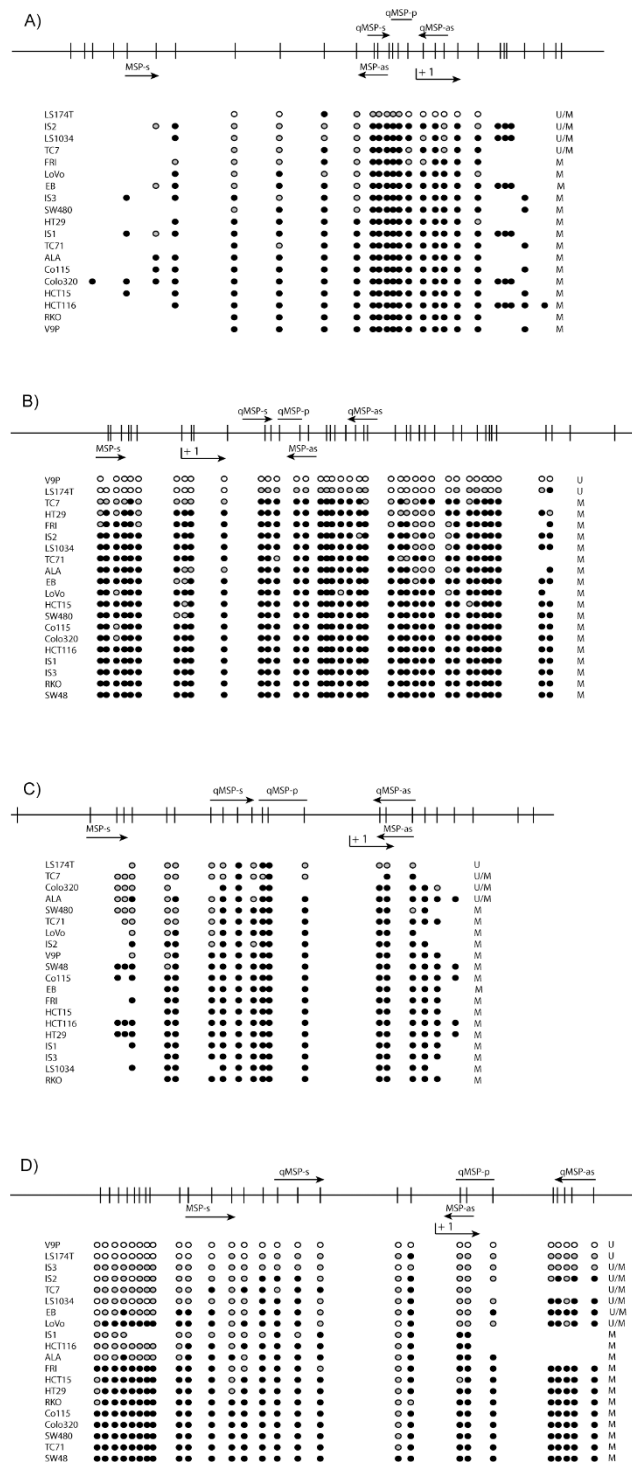 A)
qMSP-p
qMSP-s qMSP-as
MSP-s MSP-as +1
LS174T U/M
IS2 U/M
LS1034 U/M
TC7 U/M
FRI M
LoVo M
EB M
IS3 M
SW480 M
HT29 M
IS1 M
TC71 M
ALA M
Co115 M
Colo320 M
HCT15 M
HCT116 M
RKO M
V9P M
B)
qMSP-s qMSP-p qMSP-as
MSP-s +1 MSP-as
V9P U
LS174T U
TC7 M
HT29 M
FRI M
IS2 M
LS1034 M
TC71 M
ALA M
EB M
LoVo M
HCT15 M
SW480 M
Co115 M
Colo320 M
HCT116 M
IS1 M
IS3 M
RKO M
SW48 M
C)
qMSP-s qMSP-p qMSP-as
MSP-s +1 MSP-as
LS174T U
TC7 U/M
Colo320 U/M
ALA U/M
SW480 M
TC71 M
LoVo M
IS2 M
V9P M
SW48 M
Co115 M
EB M
FRI M
HCT15 M
HCT116 M
HT29 M
IS1 M
IS3 M
LS1034 M
RKO M
D)
qMSP-s qMSP-p qMSP-as
MSP-s MSP-as
+1
V9P U
LS174T U
IS3 U/M
IS2 U/M
TC7 U/M
LS1034 U/M
EB U/M
LoVo U/M
IS1 M
HCT116 M
ALA M
FRI M
HCT15 M
HT29 M
RKO M
Co115 M
Colo320 M
SW480 M
TC71 M
SW48 M